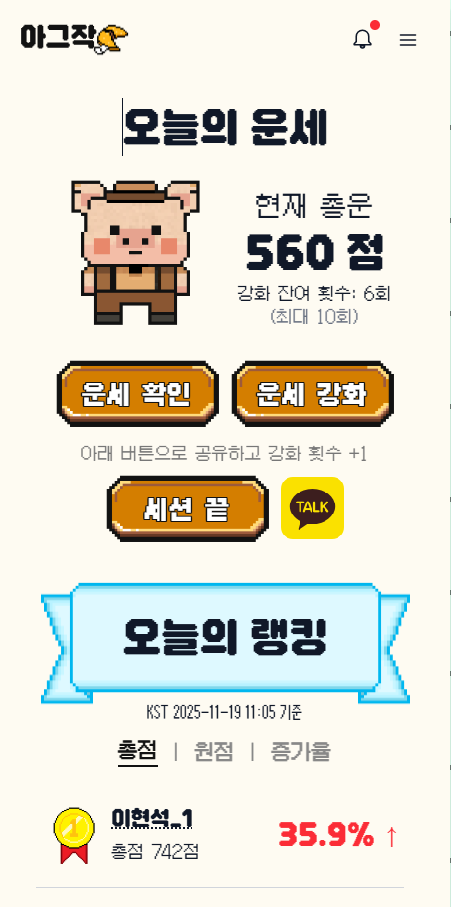 아그작
오늘의 운세
현재 총운
560 점
강화 잔여 횟수: 6회
(최대 10회)
운세 확인
운세 강화
아래 버튼으로 공유하고 강화 횟수 +1
세션 끝
TALK
오늘의 랭킹
KST 2025-11-19 11:05 기준
총점 | 원점 | 증가율
1
이현석_1
35.9% ↑
총점 742점